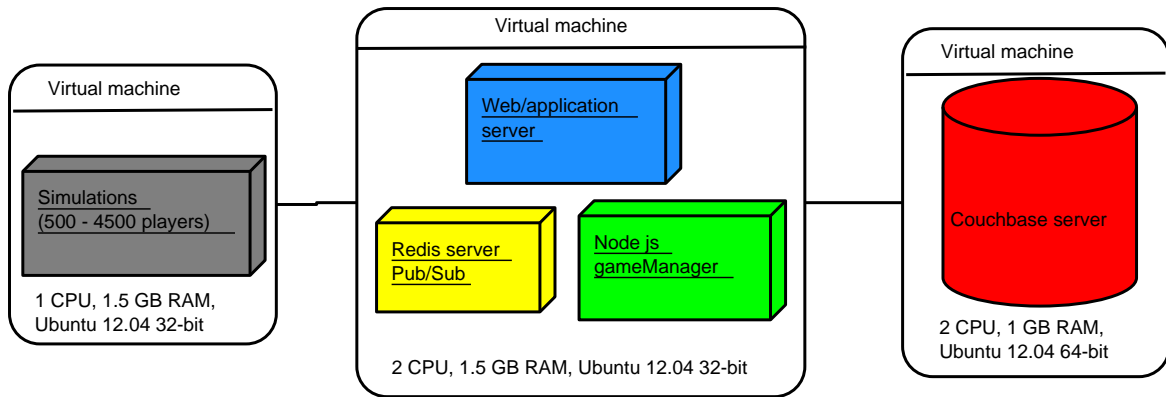 Virtual machine
Simulations
(500 - 4500 players)
1 CPU, 1.5 GB RAM,
Ubuntu 12.04 32-bit
Virtual machine
Web/application
server
Redis server
Pub/Sub
Node js
gameManager
2 CPU, 1.5 GB RAM, Ubuntu 12.04 32-bit
Virtual machine
Couchbase server
2 CPU, 1 GB RAM,
Ubuntu 12.04 64-bit